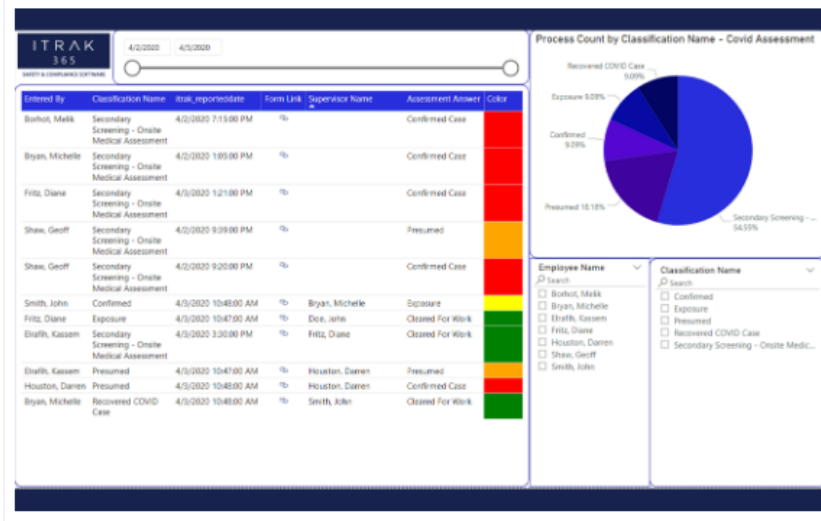 ITRAK
365
SAFETY & COMPLIANCE SOFTWARE
4/2/2020 4/3/2020
Entered By Classification Name itrak_reporteddate Form Link Supervisor Name Assessment Answer Color
Borhot, Melik Secondary Screening - Onsite Medical Assessment 4/2/2020 7:15:00 PM Confirmed Case
Bryan, Michelle Secondary Screening - Onsite Medical Assessment 4/2/2020 1:05:00 PM Confirmed Case
Fritz, Diane Secondary Screening - Onsite Medical Assessment 4/3/2020 1:21:00 PM Confirmed Case
Shaw, Geoff Secondary Screening - Onsite Medical Assessment 4/2/2020 9:39:00 PM Presumed
Shaw, Geoff Secondary Screening - Onsite Medical Assessment 4/2/2020 9:20:00 PM Confirmed Case
Smith, John Confirmed 4/3/2020 10:48:00 AM Bryan, Michelle Exposure
Fritz, Diane Exposure 4/3/2020 10:47:00 AM Doe, John Cleared For Work
Elrafih, Kassem Secondary Screening - Onsite Medical Assessment 4/3/2020 3:30:00 PM Fritz, Diane Cleared For Work
Elrafih, Kassem Presumed 4/3/2020 10:47:00 AM Houston, Darren Presumed
Houston, Darren Presumed 4/3/2020 10:48:00 AM Houston, Darren Confirmed Case
Bryan, Michelle Recovered COVID Case 4/3/2020 10:48:00 AM Smith, John Cleared For Work
Process Count by Classification Name - Covid Assessment
Recovered COVID Case
9.09%
Exposure 9.09%
Confirmed
9.09%
Presumed 18.18%
Secondary Screening - ...
54.55%
Employee Name
Search
Borhot, Melik
Bryan, Michelle
Elrafih, Kassem
Fritz, Diane
Houston, Darren
Shaw, Geoff
Smith, John
Classification Name
Search
Confirmed
Exposure
Presumed
Recovered COVID Case
Secondary Screening - Onsite Medic...